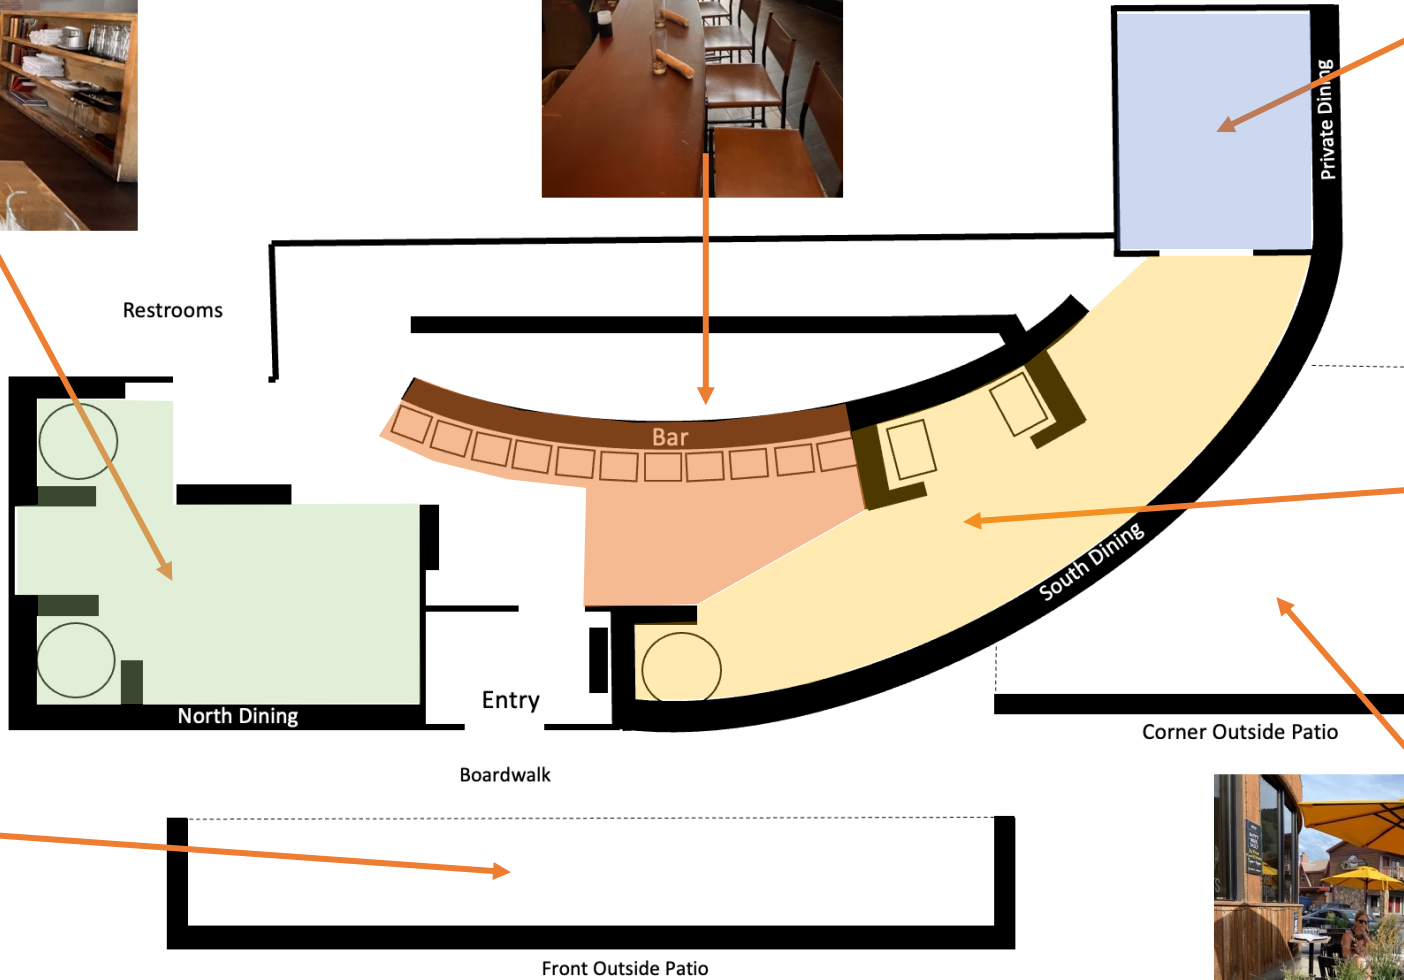 Private Dining
Restrooms
Bar
South Dining
Entry
North Dining
Corner Outside Patio
Boardwalk
Front Outside Patio